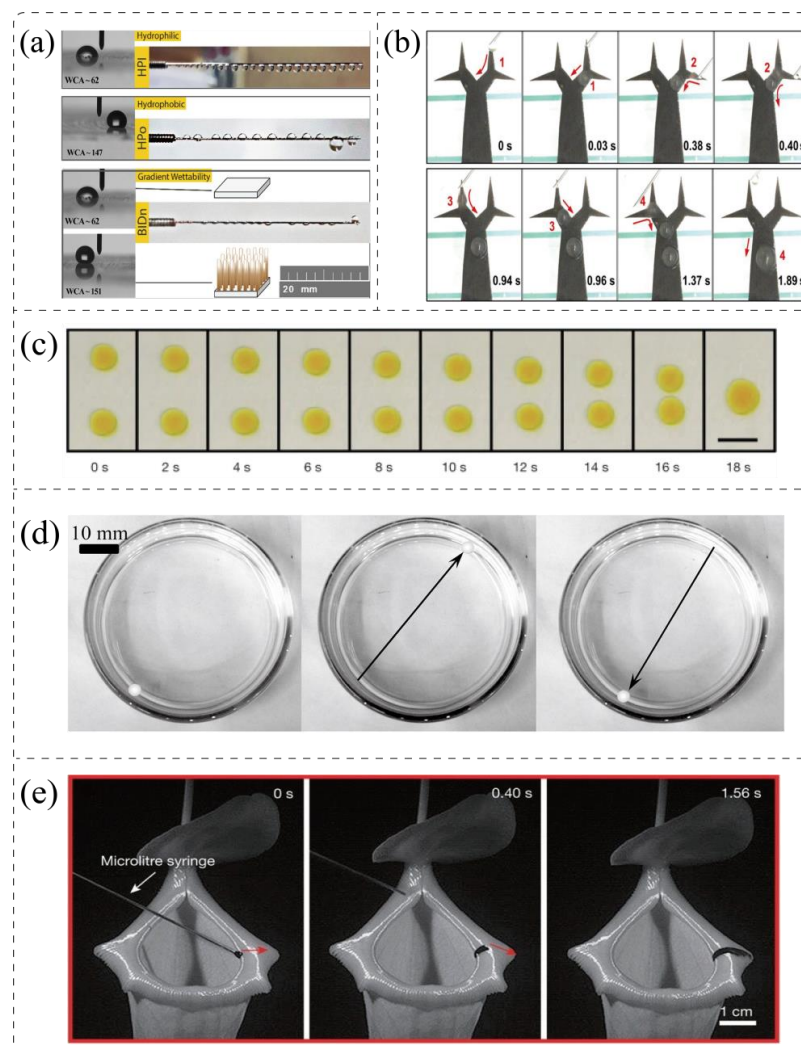 (a)
Hydrophilic
HPI
WCA~62
Hydrophobic
HPo
WCA~147
Gradient Wettability
WCA~62
BIDn
WCA~151
20 mm
(b)
1
1
2
2
0 s
0.03 s
0.38 s
0.40 s
3
3
4
4
0.94 s
0.96 s
1.37 s
1.89 s
(c)
0 s 2 s 4 s 6 s 8 s 10 s 12 s 14 s 16 s 18 s
(d)
10 mm
(e)
0 s
0.40 s
1.56 s
Microlitre syringe
1 cm